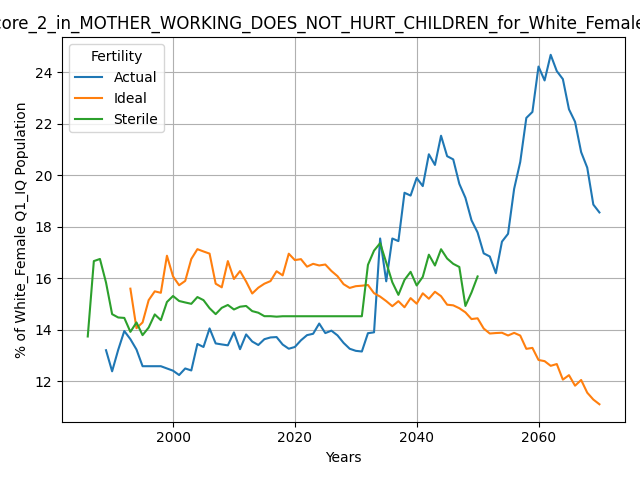 core_2_in_MOTHER_WORKING_DOES_NOT_HURT_CHILDREN_for_White_Female
Fertility
Actual
Ideal
Sterile
% of White_Female Q1_IQ Population
24
22
20
18
16
14
12
2000
2020
2040
2060
Years